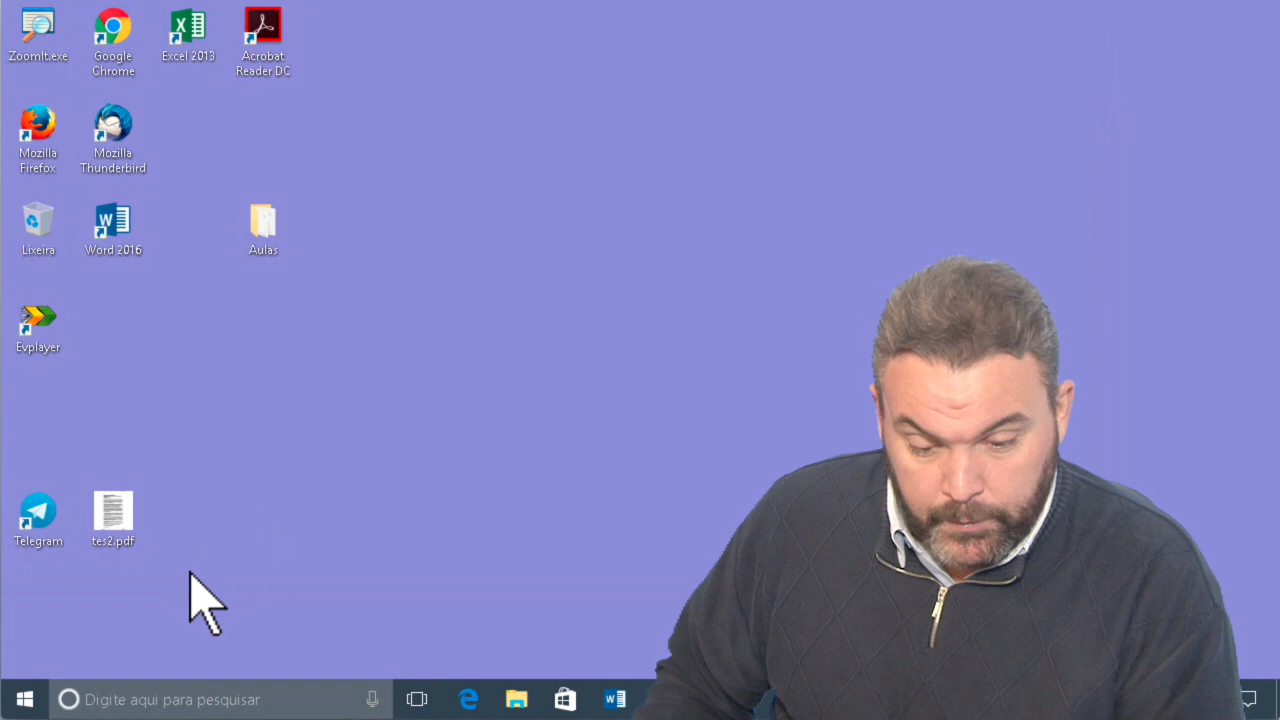 ZoomIt.exe
Google
Chrome
Excel 2013
Acrobat
Reader DC
Mozilla
Firefox
Mozilla
Thunderbird
Lixeira
Word 2016
Aulas
Evplayer
Telegram
tes2.pdf
Digite aqui para pesquisar